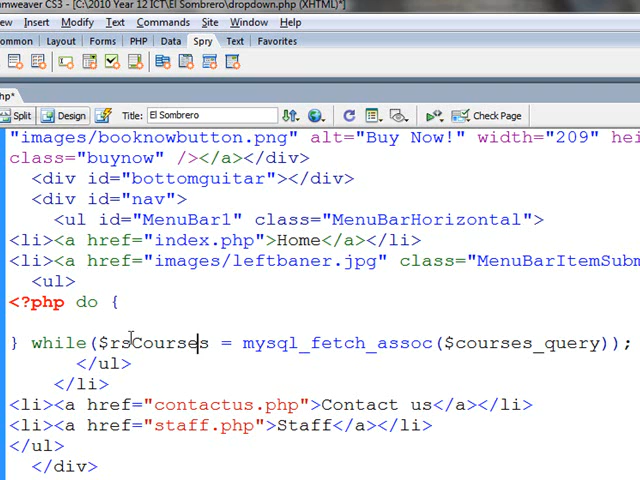 umweaver CS3 - [C:\2010 Year 12 ICT\El Sombrero\dropdown.php (XHTML)*]
View Insert Modify Text Commands Site Window Help
ommon Layout Forms PHP Data Spry Text Favorites
hp*
Split Design Title: El Sombrero Check Page
"images/booknowbutton.png" alt="Buy Now!" width="209" hei
class="buynow" /></a></div>
<div id="bottomguitar"></div>
<div id="nav">
<ul id="MenuBar1" class="MenuBarHorizontal">
<li><a href="index.php">Home</a></li>
<li><a href="images/leftbaner.jpg" class="MenuBarItemSubm
<ul>
<?php do {
} while($rsCourses = mysql_fetch_assoc($courses_query));
</ul>
</li>
<li><a href="contactus.php">Contact us</a></li>
<li><a href="staff.php">Staff</a></li>
</ul>
</div>